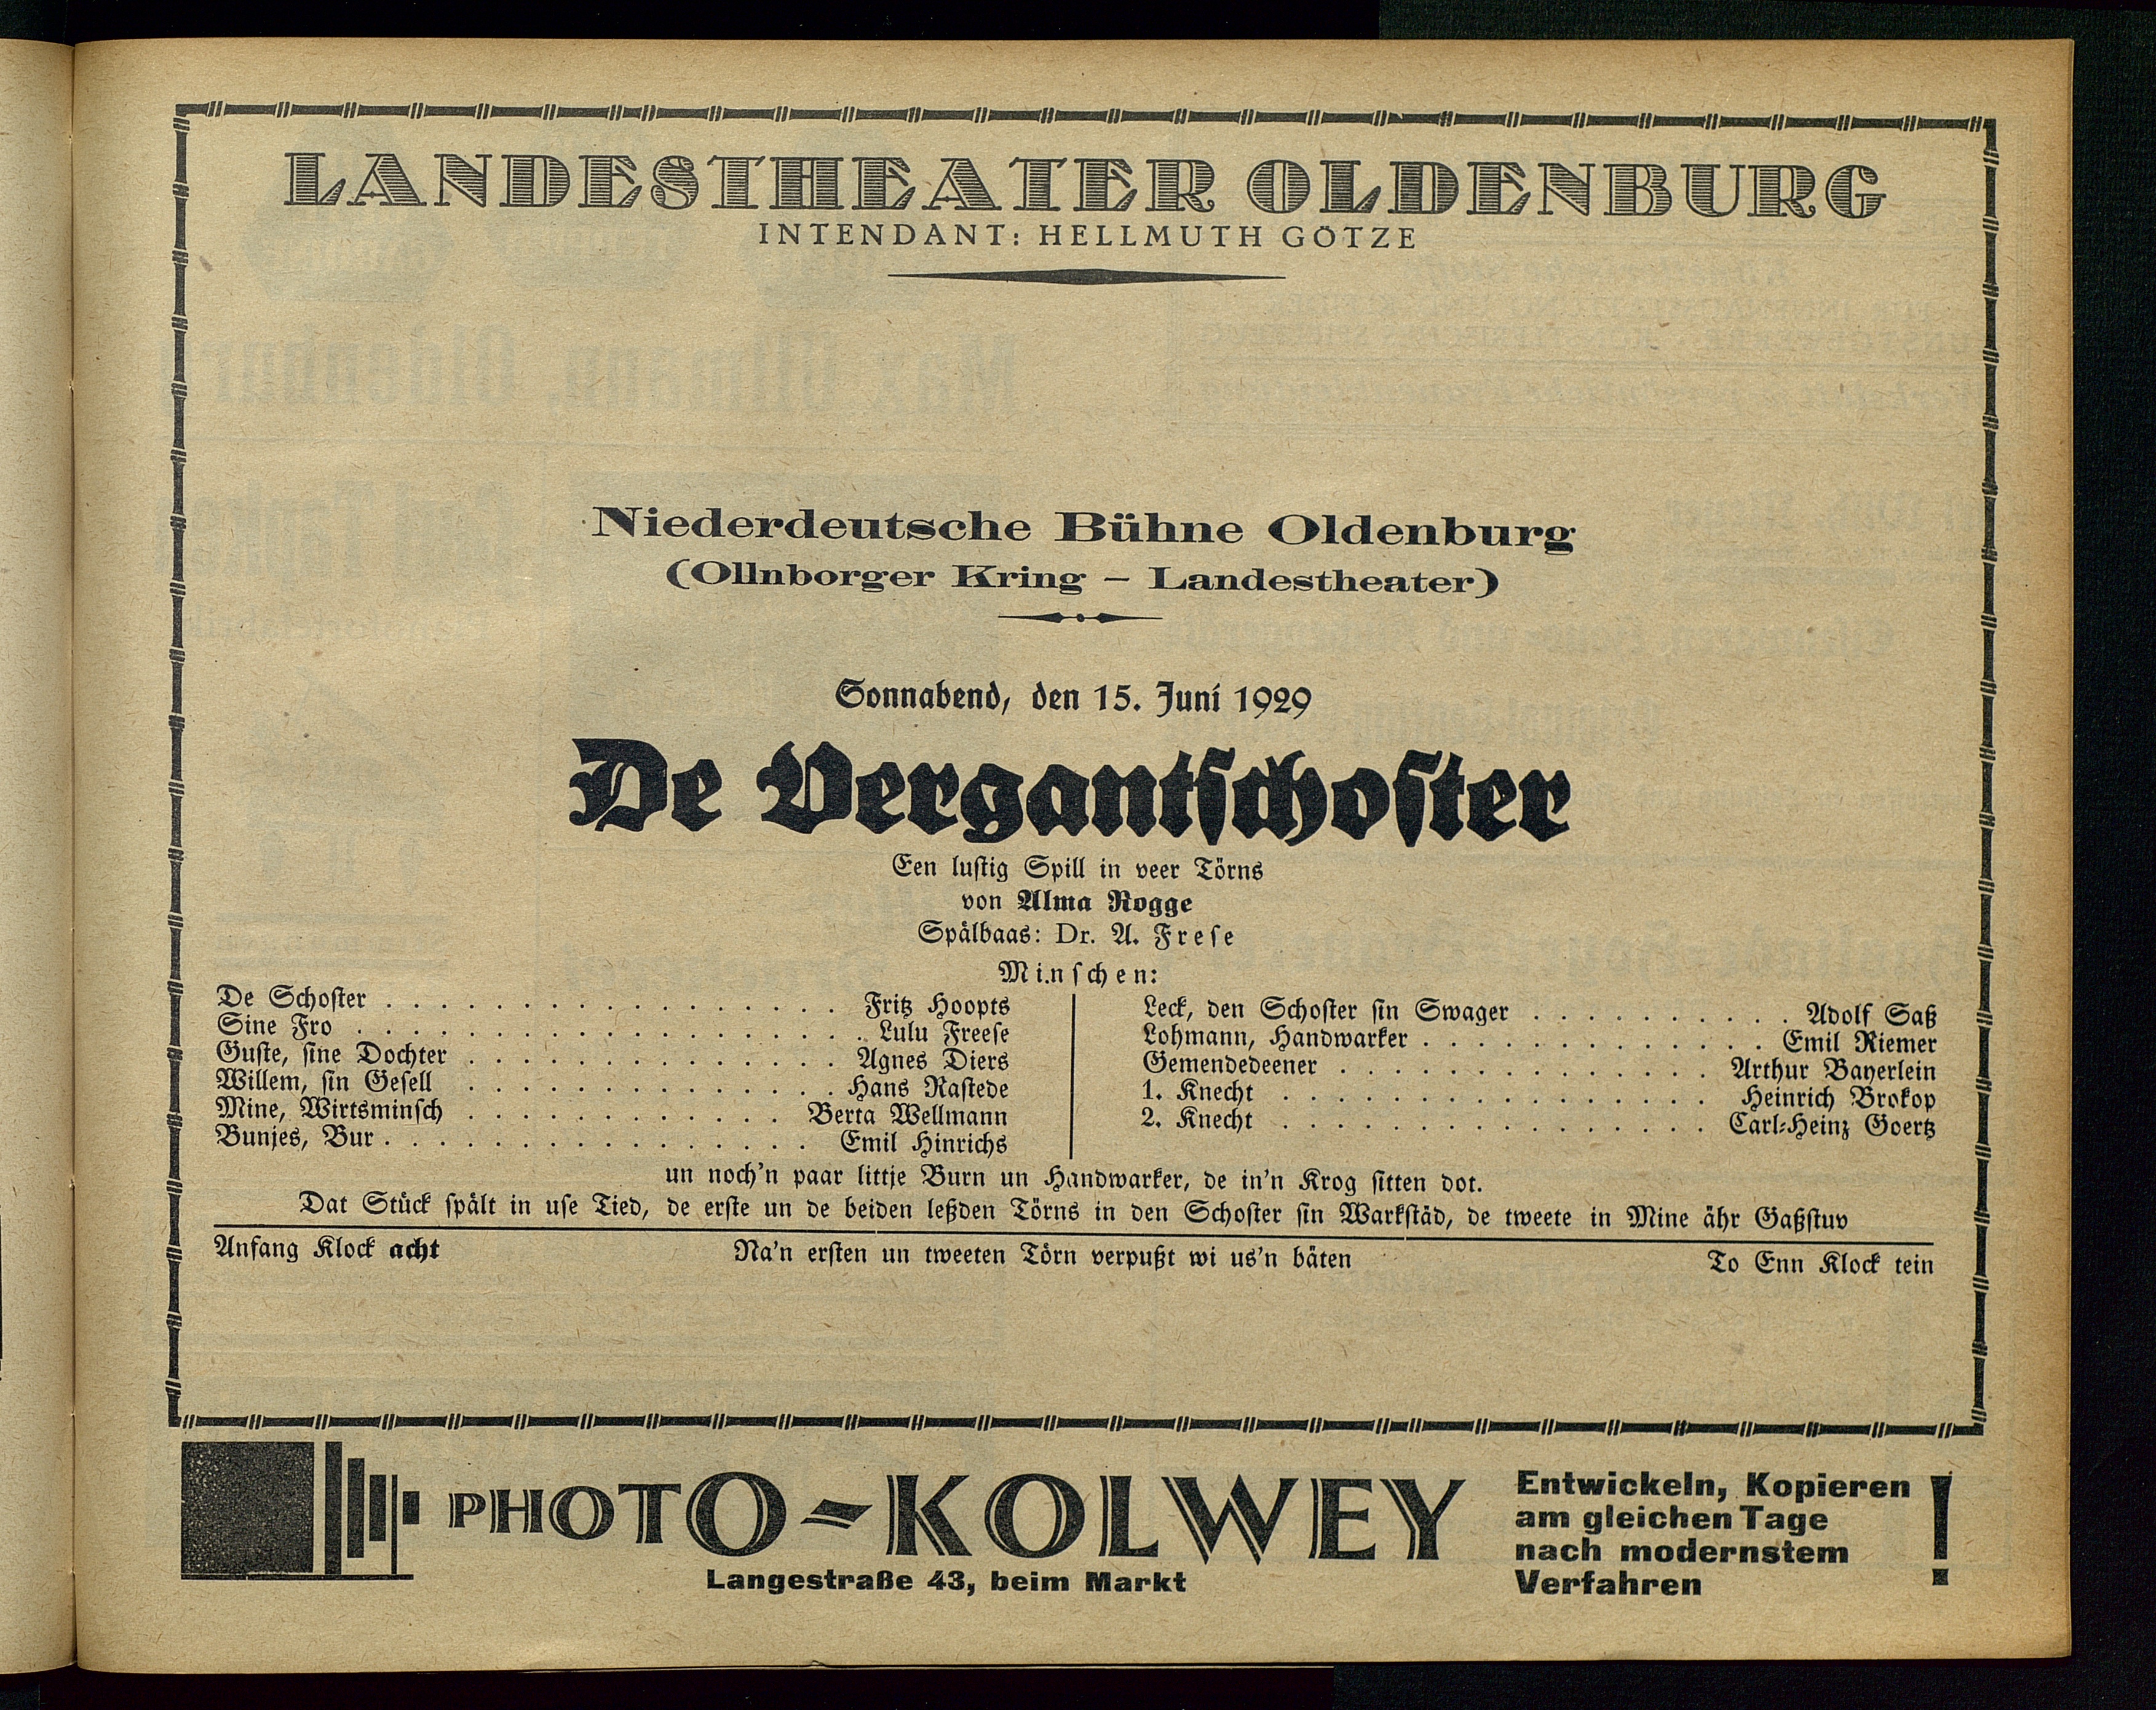 LANDESTHEATER OLDENBURG
INTENDANT: HELLMUTH GÖTZE
Niederdeutsche Bühne Oldenburg
(Ollnborger Kring – Landestheater)
Sonnabend, den 15. Juni 1929
De Vergantschoster
Een lustig Spill in veer Törns
von Alma Rogge
Spälbaas: Dr. A. Frese
Minschen:
De Schoster . . . . . . . . . . . . . . . . . Fritz Hoopts
Sine Fro . . . . . . . . . . . . . . . . . . . Lulu Freese
Guste, sine Dochter . . . . . . . . . . . . . . Agnes Diers
Willem, sin Gesell . . . . . . . . . . . . . . Hans Rastede
Mine, Wirtsminsch . . . . . . . . . . . . Berta Wellmann
Bunjes, Bur . . . . . . . . . . . . . . . . Emil Hinrichs
Leck, den Schoster sin Swager . . . . . . . . . . Adolf Saß
Lohmann, Handwarker . . . . . . . . . . . . . Emil Riemer
Gemendedeener . . . . . . . . . . . . . . Arthur Bayerlein
1. Knecht . . . . . . . . . . . . . . . . Heinrich Brokop
2. Knecht . . . . . . . . . . . . . . . . Carl-Heinz Goertz
un noch'n paar littje Burn un Handwarker, de in'n Krog sitten dot.
Dat Stück spält in use Tied, de erste un de beiden leßden Törns in den Schoster sin Warkstäd, de tweete in Mine ähr Gaßstuv
Anfang Klock acht
Na'n ersten un tweeten Törn verpußt wi us'n bäten
To Enn Klock tein
PHOTO-KOLWEY
Langestraße 43, beim Markt
Entwickeln, Kopieren
am gleichen Tage
nach modernstem
Verfahren !